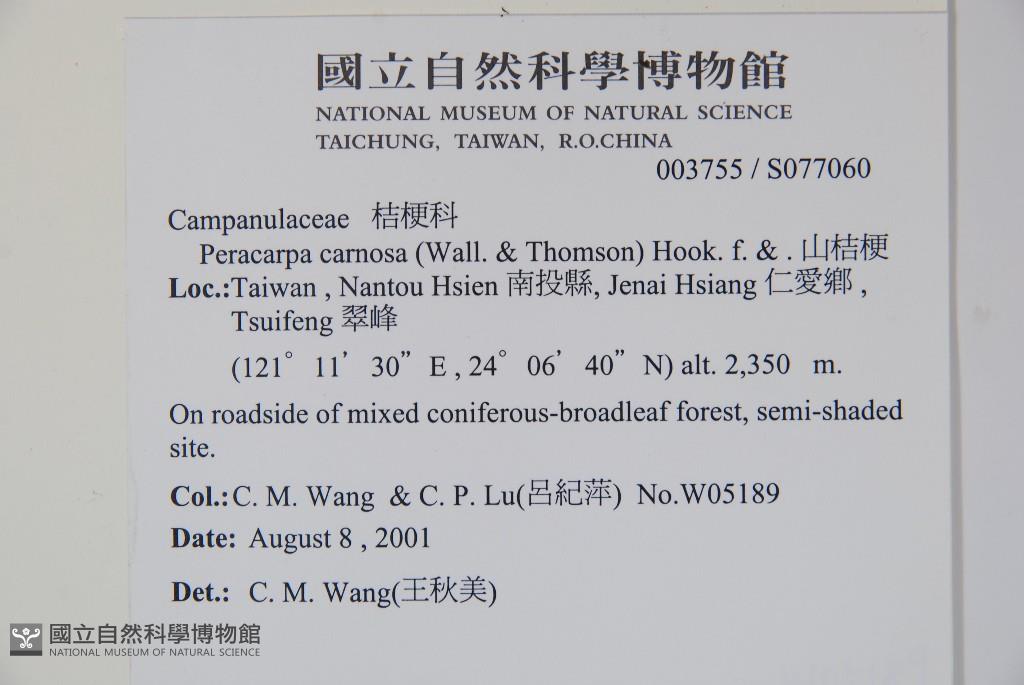 國立自然科學博物館
NATIONAL MUSEUM OF NATURAL SCIENCE
TAICHUNG, TAIWAN, R.O.CHINA
003755 / S077060
Campanulaceae 桔梗科
Peracarpa carnosa (Wall. & Thomson) Hook. f. & . 山桔梗
Loc.:Taiwan , Nantou Hsien 南投縣, Jenai Hsiang 仁愛鄉 ,
Tsuifeng 翠峰
(121° 11’ 30” E , 24° 06’ 40” N) alt. 2,350 m.
On roadside of mixed coniferous-broadleaf forest, semi-shaded
site.
Col.: C. M. Wang & C. P. Lu(呂紀萍) No.W05189
Date: August 8 , 2001
Det.: C. M. Wang(王秋美)
國立自然科學博物館
NATIONAL MUSEUM OF NATURAL SCIENCE